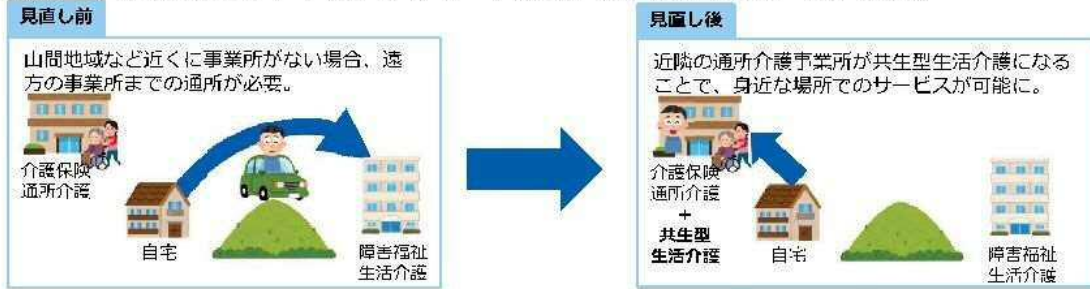 見直し前
山間地域など近くに事業所がない場合、遠
方の事業所までの通所が必要。
介護保険
通所介護
自宅
障害福祉
生活介護
見直し後
近隣の通所介護事業所が共生型生活介護になる
ことで、身近な場所でのサービスが可能に。
介護保険
通所介護
+
共生型
生活介護
自宅
障害福祉
生活介護